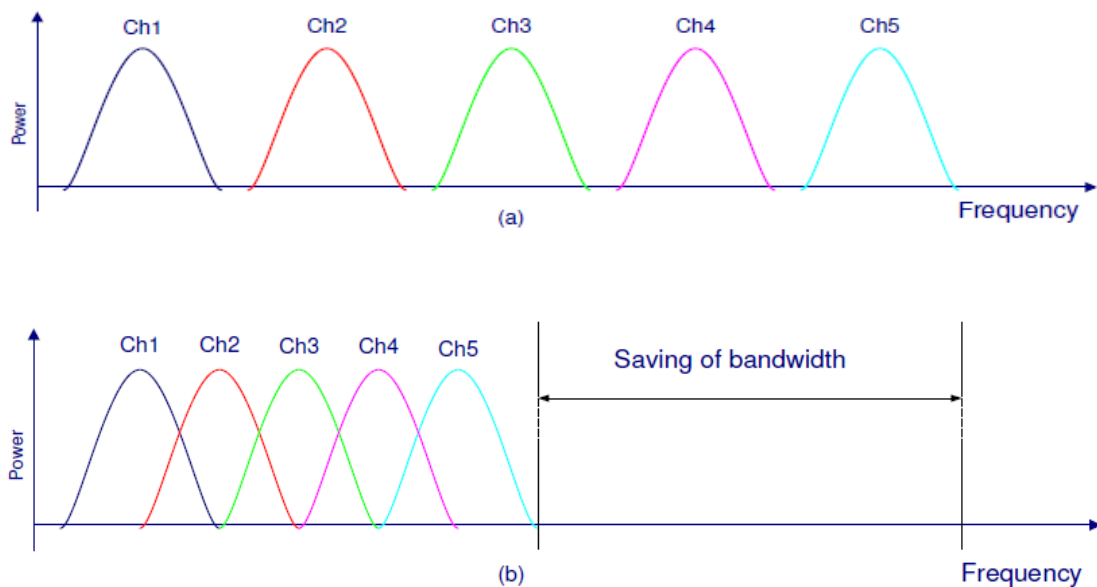 Ch1 Ch2 Ch3 Ch4 Ch5
Power
Frequency
(a)
Ch1 Ch2 Ch3 Ch4 Ch5
Saving of bandwidth
Power
Frequency
(b)